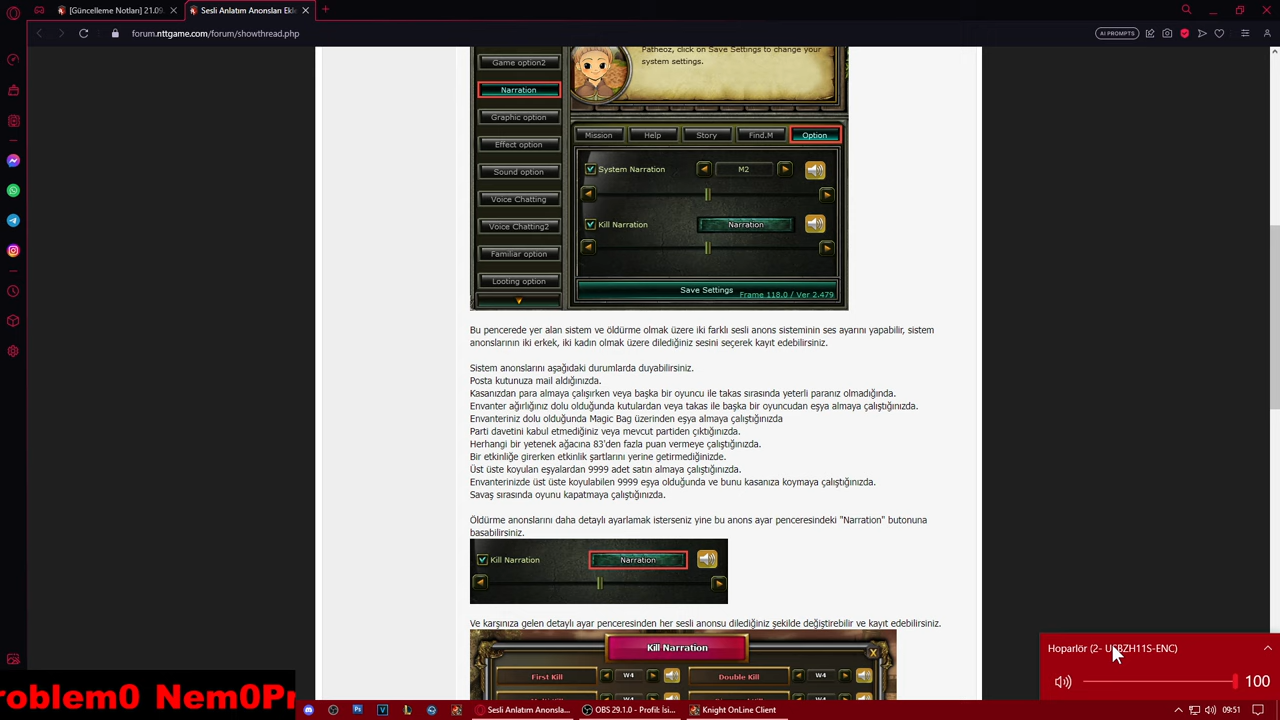 [Güncelleme Notları] 21.09.
Sesli Anlatım Anonsları Ekle
forum.nttgame.com/forum/showthread.php
AI PROMPTS
Patheoz, click on Save Settings to change your
system settings.
Game option2
Narration
Graphic option
Effect option
Sound option
Voice Chatting
Voice Chatting2
Familiar option
Looting option
Mission
Help
Story
Find.M
Option
System Narration
M2
Kill Narration
Narration
Save Settings
Frame 118.0 / Ver 2.479
Bu pencerede yer alan sistem ve öldürme olmak üzere iki farklı sesli anons sisteminin ses ayarını yapabilir, sistem
anonslarının iki erkek, iki kadın olmak üzere dilediğiniz sesini seçerek kayıt edebilirsiniz.
Sistem anonslarını aşağıdaki durumlarda duyabilirsiniz.
Posta kutunuza mail aldığınızda.
Kasanızdan para almaya çalışırken veya başka bir oyuncu ile takas sırasında yeterli paranız olmadığında.
Envanter ağırlığınız dolu olduğunda kutulardan veya takas ile başka bir oyuncudan eşya almaya çalıştığınızda.
Envanteriniz dolu olduğunda Magic Bag üzerinden eşya almaya çalıştığınızda
Parti davetini kabul etmediğiniz veya mevcut partiden çıktığınızda.
Herhangi bir yetenek ağacına 83'den fazla puan vermeye çalıştığınızda.
Bir etkinliğe girerken etkinlik şartlarını yerine getirmediğinizde.
Üst üste koyulan eşyalardan 9999 adet satın almaya çalıştığınızda.
Envanterinizde üst üste koyulabilen 9999 eşya olduğunda ve bunu kasanıza koymaya çalıştığınızda.
Savaş sırasında oyunu kapatmaya çalıştığınızda.
Öldürme anonslarını daha detaylı ayarlamak isterseniz yine bu anons ayar penceresindeki "Narration" butonuna
basabilirsiniz.
Kill Narration
Narration
Ve karşınıza gelen detaylı ayar penceresinden her sesli anonsu dilediğiniz şekilde değiştirebilir ve kayıt edebilirsiniz.
Kill Narration
First Kill
W4
Double Kill
W4
W4
W4
Hoparlör (2- USBZH11S-ENC)
100
roblem0 Nem0Pr
Sesli Anlatım Anonsla...
OBS 29.1.0 - Profil: İsi...
Knight OnLine Client
09:51